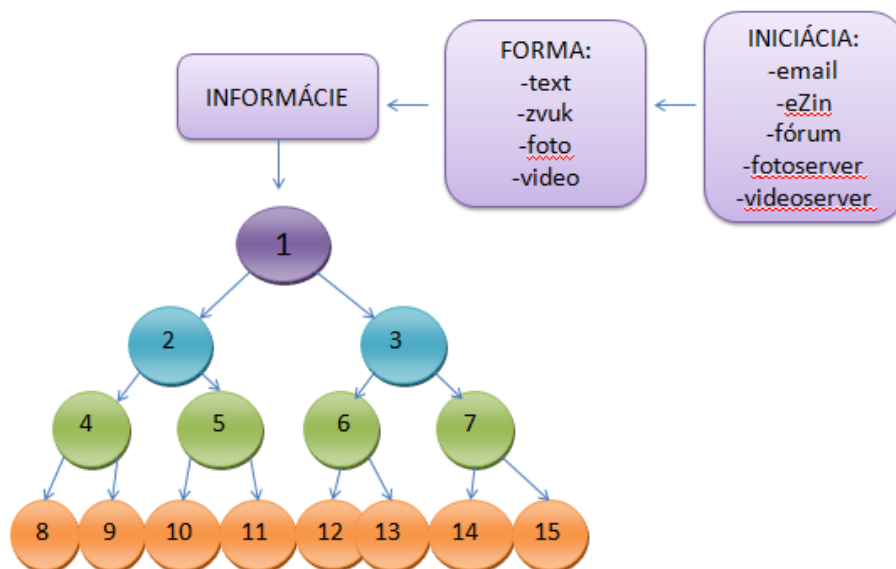 INFORMÁCIE
FORMA:
-text
-zvuk
-foto
-video
INICIÁCIA:
-email
-eZin
-fórum
-fotoserver
-videoserver
1
2
3
4
5
6
7
8
9
10
11
12
13
14
15